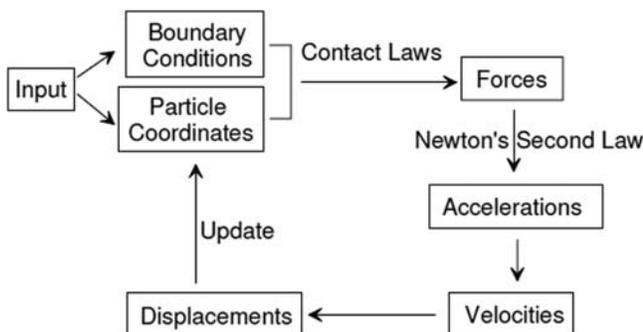 Boundary
Conditions
Contact Laws
Input
Forces
Particle
Coordinates
Newton's Second Law
Accelerations
Update
Displacements
Velocities